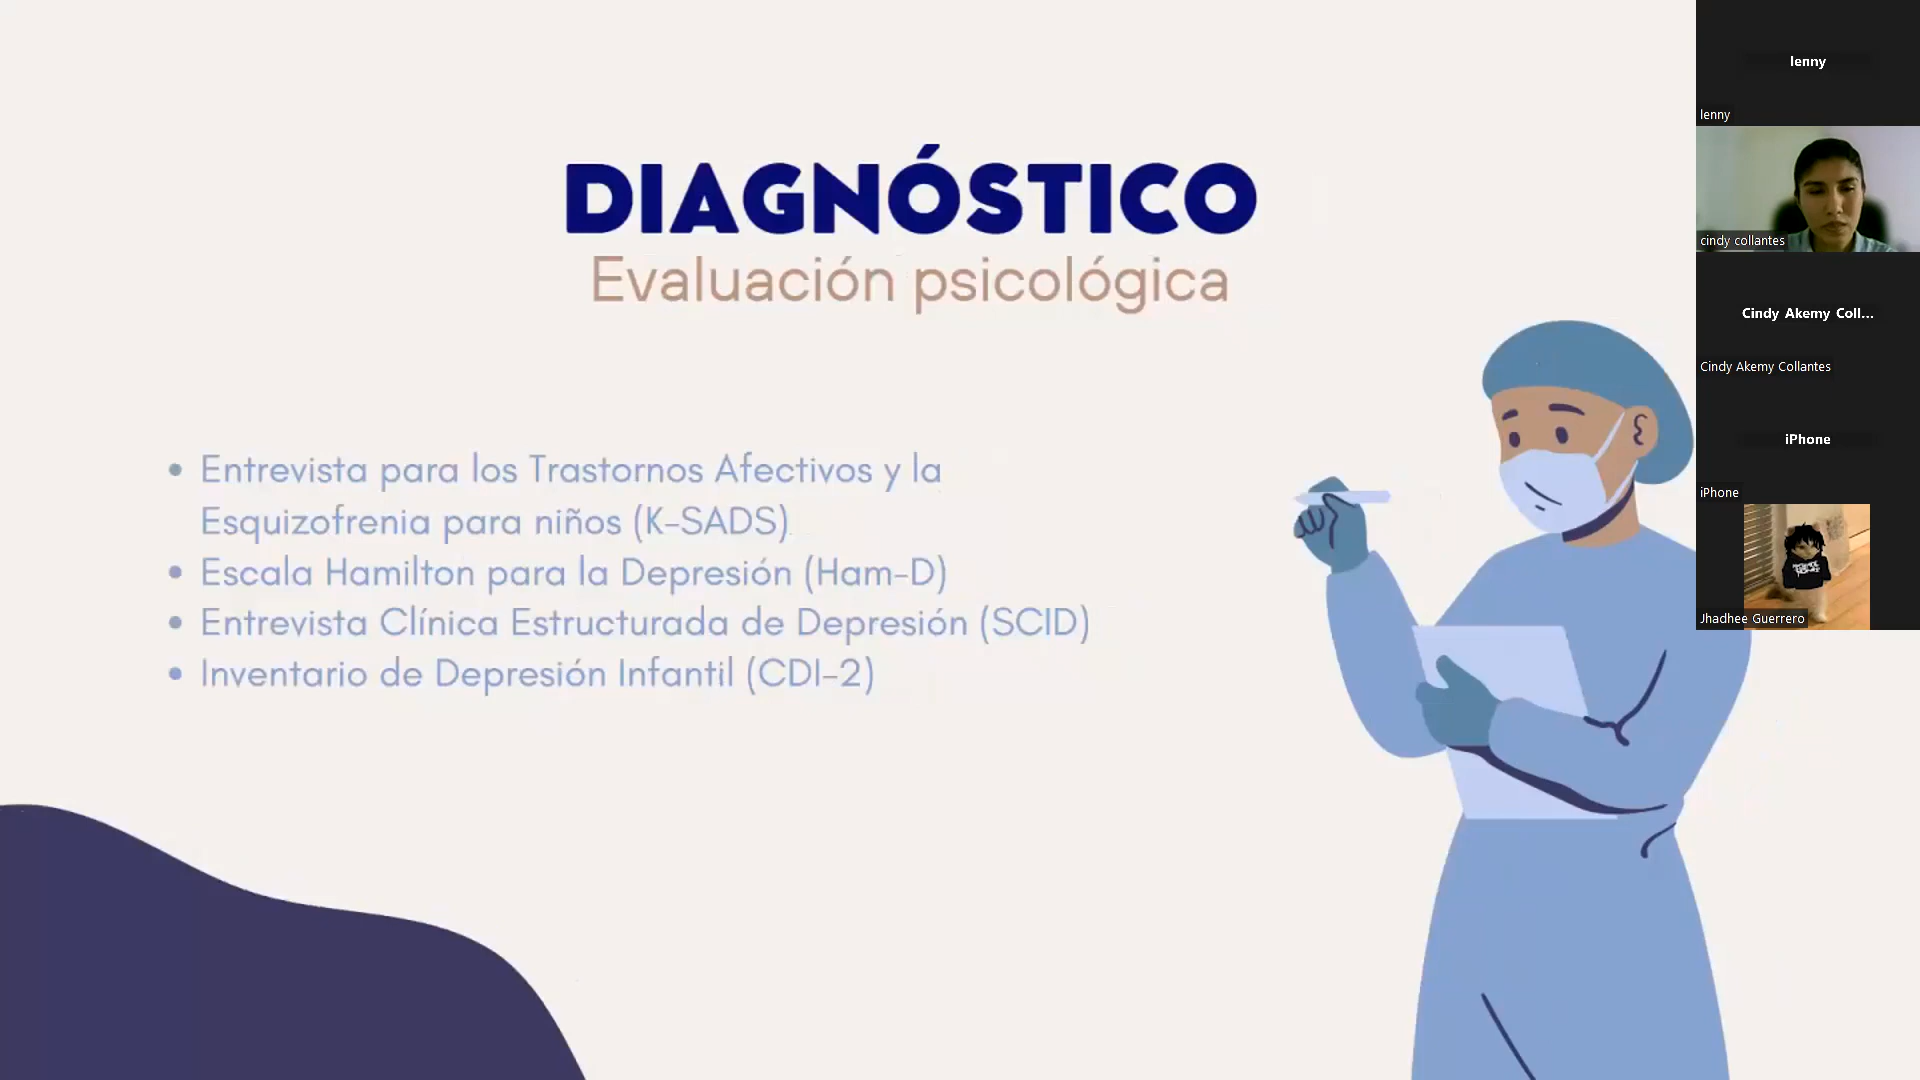 DIAGNÓSTICO
Evaluación psicológica
• Entrevista para los Trastornos Afectivos y la
Esquizofrenia para niños (K-SADS)
• Escala Hamilton para la Depresión (Ham-D)
• Entrevista Clínica Estructurada de Depresión (SCID)
• Inventario de Depresión Infantil (CDI-2)
lenny
lenny
cindy collantes
Cindy Akemy Coll...
Cindy Akemy Collantes
iPhone
iPhone
Jhadhee Guerrero